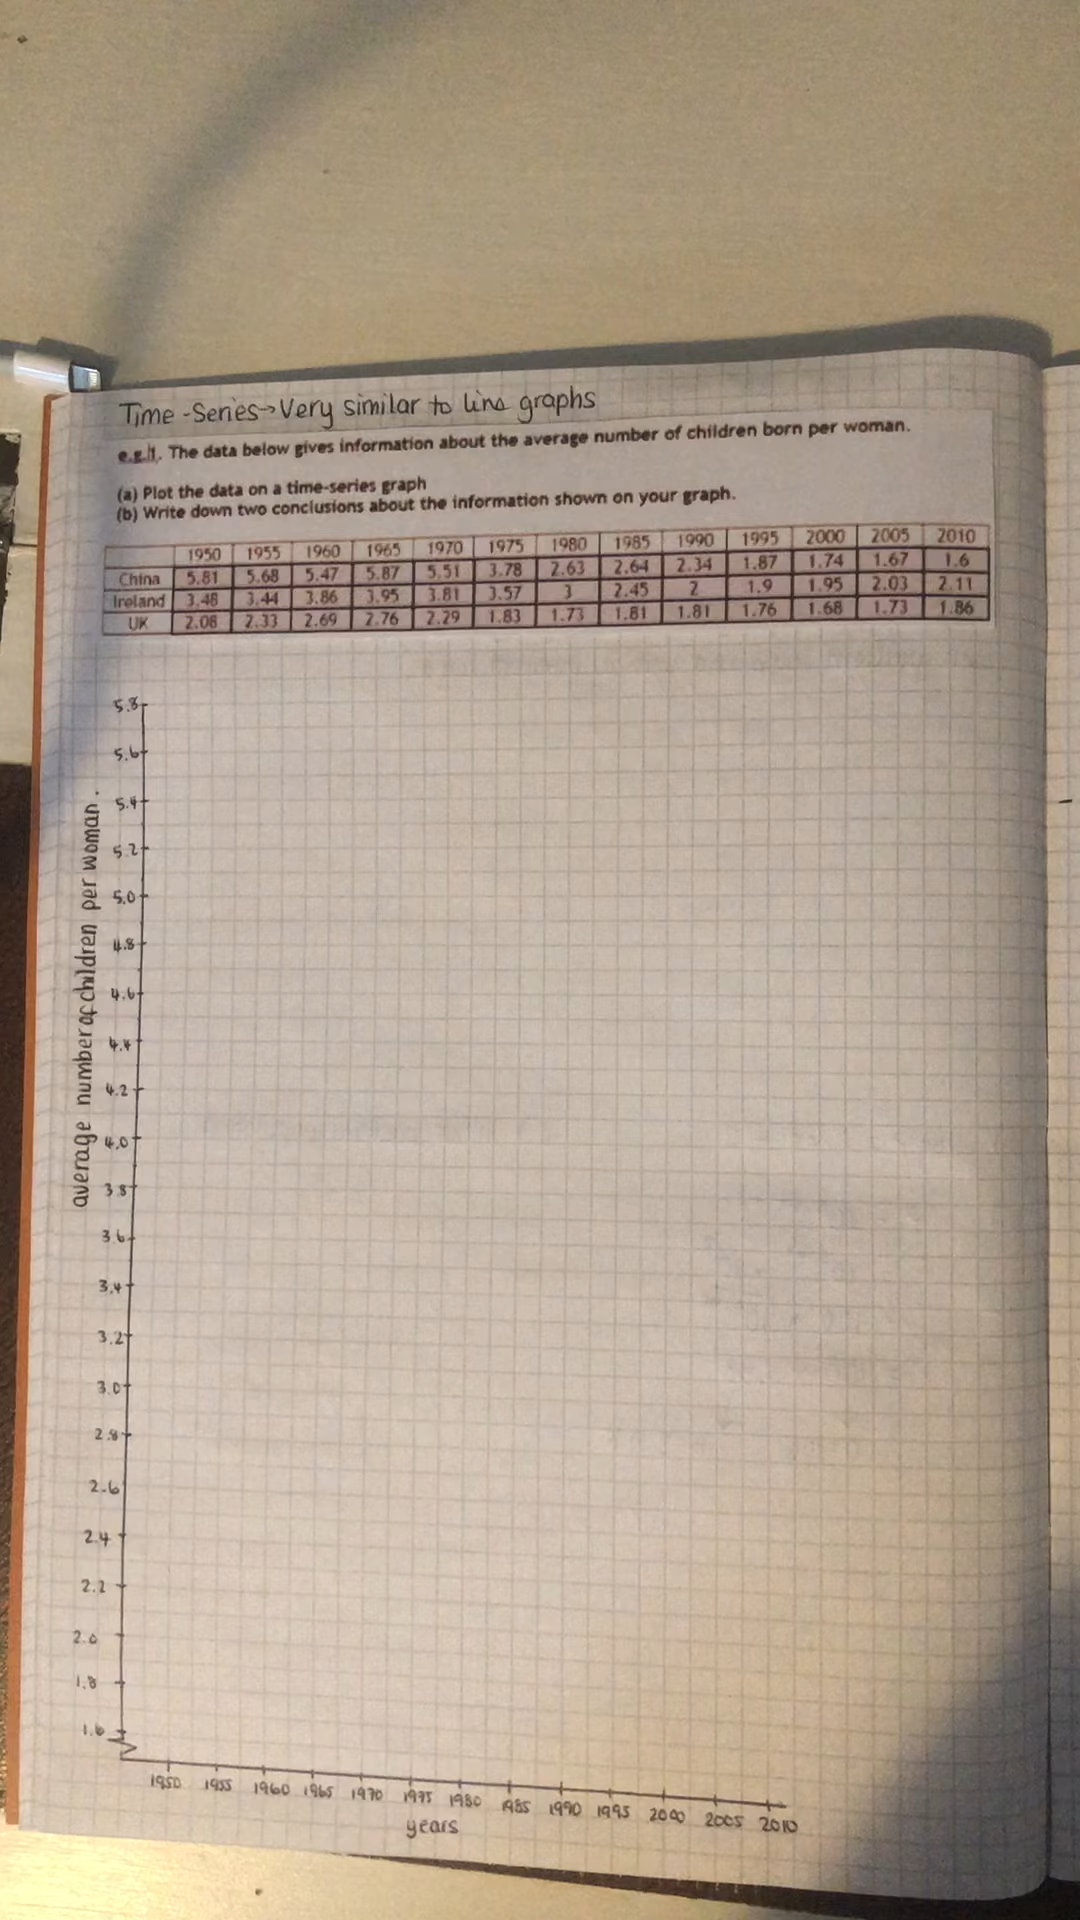 Time-Series→Very similar to line graphs
e.g.1. The data below gives information about the average number of children born per woman.
(a) Plot the data on a time-series graph
(b) Write down two conclusions about the information shown on your graph.
1950 1955 1960 1965 1970 1975 1980 1985 1990 1995 2000 2005 2010
China 5.81 5.68 5.47 5.87 5.51 3.78 2.63 2.64 2.34 1.87 1.74 1.67 1.6
Ireland 3.48 3.44 3.86 3.95 3.81 3.57 3 2.45 2 1.9 1.95 2.03 2.11
UK 2.08 2.33 2.69 2.76 2.29 1.83 1.73 1.81 1.81 1.76 1.68 1.73 1.86
average number of children per woman.
5.8
5.6
5.4
5.2
5.0
4.8
4.6
4.4
4.2
4.0
3.8
3.6
3.4
3.2
3.0
2.8
2.6
2.4
2.2
2.0
1.8
1.6
1950 1955 1960 1965 1970 1975 1980 1985 1990 1995 2000 2005 2010
years